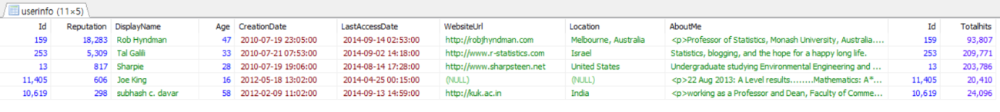 userinfo (11×5)
Id Reputation DisplayName Age CreationDate LastAccessDate WebsiteUrl Location AboutMe Id Totalhits
159 18,283 Rob Hyndman 47 2010-07-19 23:05:00 2014-09-14 02:53:00 http://robjhyndman.com Melbourne, Australia <p>Professor of Statistics, Monash University, Australia.... 159 93,807
253 5,309 Tal Galili 33 2010-07-21 07:53:00 2014-09-02 14:18:00 http://www.r-statistics.com Israel Statistics, blogging, and the hope for a happy long life. 253 209,771
13 817 Sharpie 28 2010-07-19 19:06:00 2014-08-14 17:28:00 http://www.sharpsteen.net United States Undergraduate studying Environmental Engineering and ... 13 203,786
11,405 606 Joe King 16 2012-05-18 13:02:00 2014-04-25 00:15:00 (NULL) (NULL) <p>22 Aug 2013: A Level results........Mathematics: A*... 11,405 20,410
10,619 298 subhash c. davar 58 2012-02-09 11:02:00 2014-09-13 14:59:00 http://kuk.ac.in India <p>working as a Professor and Dean, Faculty of Comme... 10,619 24,096